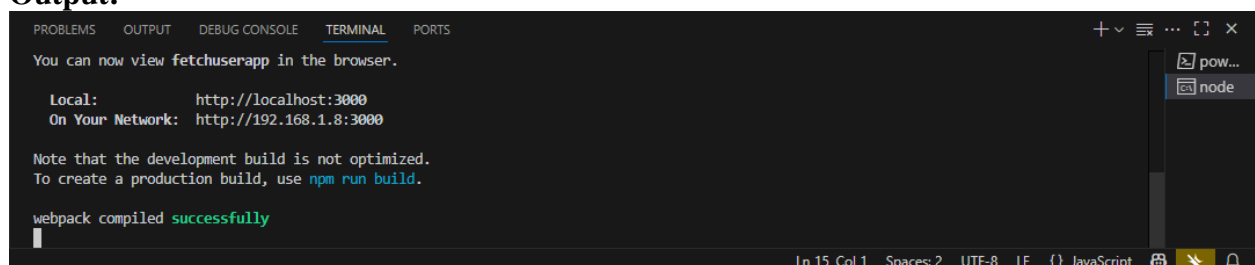 Output:
PROBLEMS OUTPUT DEBUG CONSOLE TERMINAL PORTS
You can now view fetchuserapp in the browser.
pow...
node
Local: http://localhost:3000
On Your Network: http://192.168.1.8:3000
Note that the development build is not optimized.
To create a production build, use npm run build.
webpack compiled successfully
Ln 15, Col 1 Spaces: 2 UTF-8 LF {} JavaScript